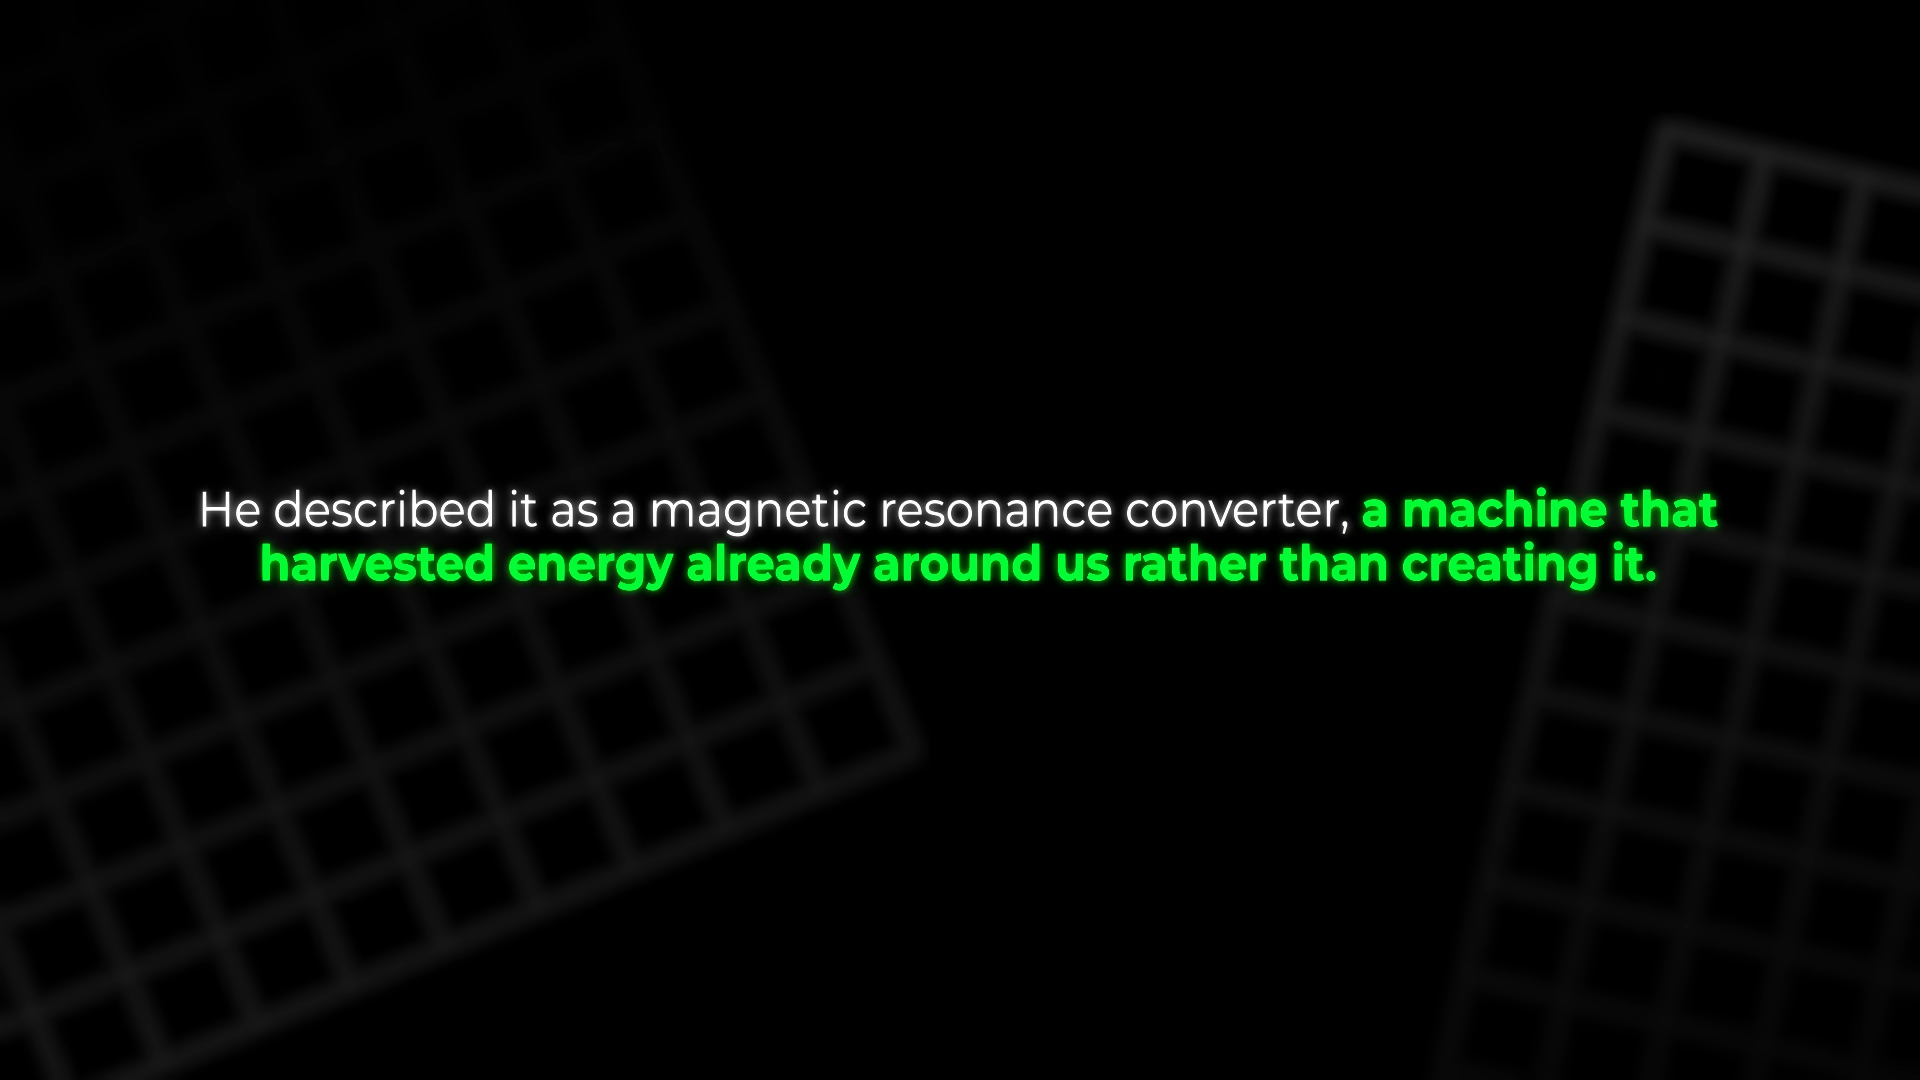 He described it as a magnetic resonance converter, a machine that
harvested energy already around us rather than creating it.